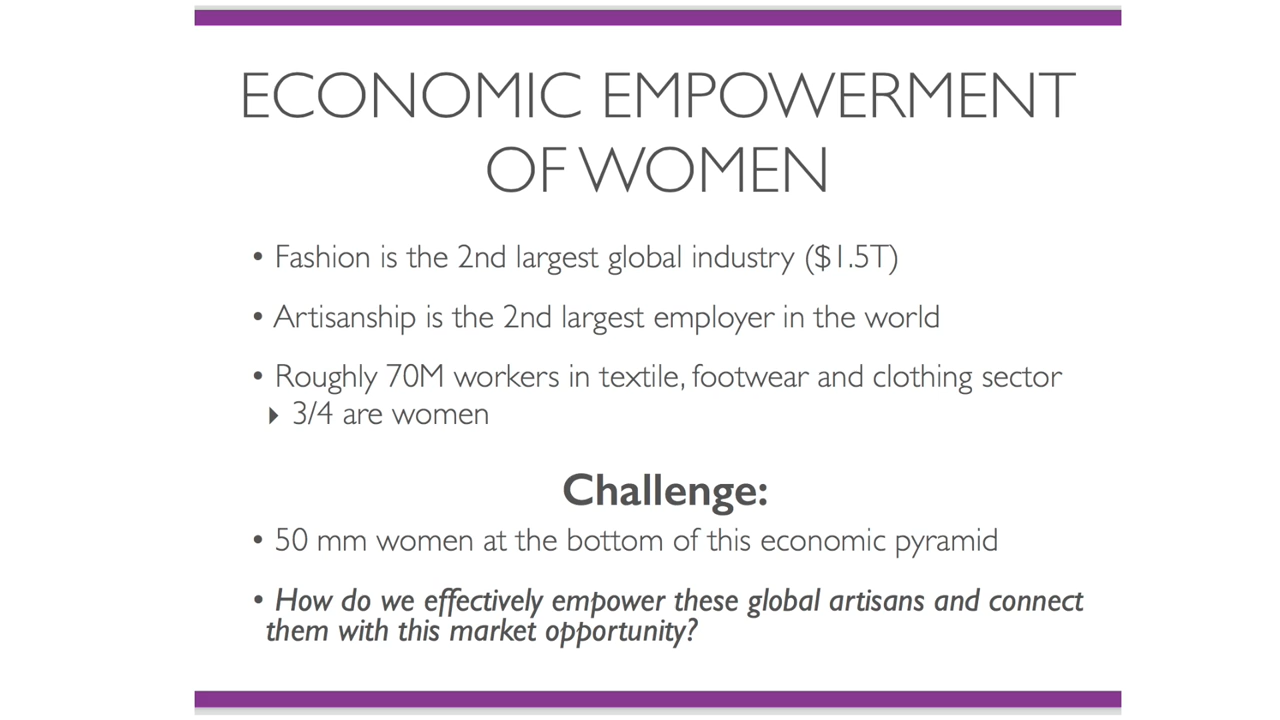 ECONOMIC EMPOWERMENT
OF WOMEN
• Fashion is the 2nd largest global industry ($1.5T)
• Artisanship is the 2nd largest employer in the world
• Roughly 70M workers in textile, footwear and clothing sector
‣ 3/4 are women
Challenge:
• 50 mm women at the bottom of this economic pyramid
• How do we effectively empower these global artisans and connect
them with this market opportunity?